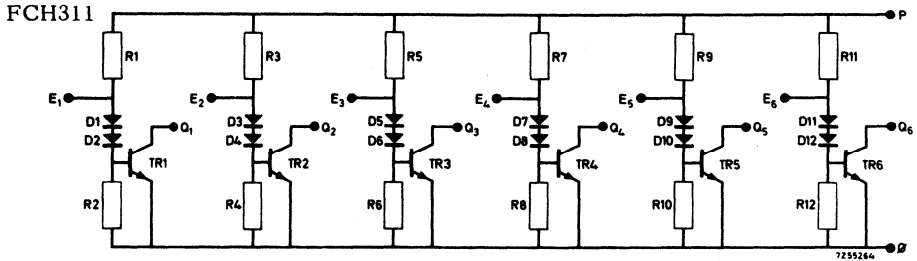 FCH311
P
R1 R3 R5 R7 R9 R11
E1 E2 E3 E4 E5 E6
D1 D3 D5 D7 D9 D11
Q1 Q2 Q3 Q4 Q5 Q6
D2 D4 D6 D8 D10 D12
TR1 TR2 TR3 TR4 TR5 TR6
R2 R4 R6 R8 R10 R12
Ø
7255264